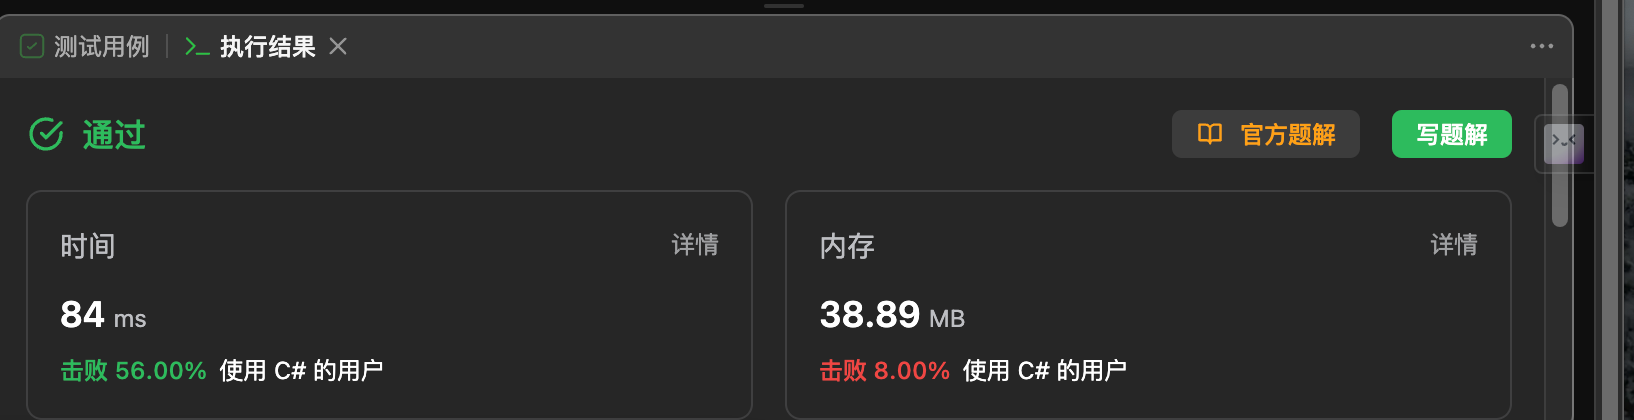 测试用例 执行结果
通过 官方题解 写题解
时间 详情
84 ms
击败 56.00% 使用 C# 的用户
内存 详情
38.89 MB
击败 8.00% 使用 C# 的用户